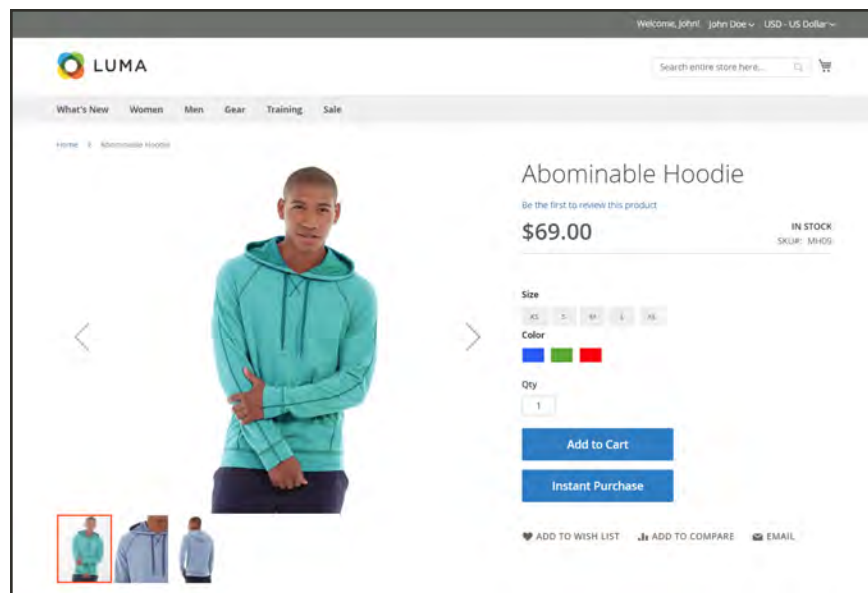 Welcome, John! John Doe USD - US Dollar
LUMA
Search entire store here...
What's New Women Men Gear Training Sale
Home Abominable Hoodie
Abominable Hoodie
Be the first to review this product
$69.00
IN STOCK
SKU#: MH09
Size
XS S M L XL
Color
Qty
1
Add to Cart
Instant Purchase
ADD TO WISH LIST ADD TO COMPARE EMAIL